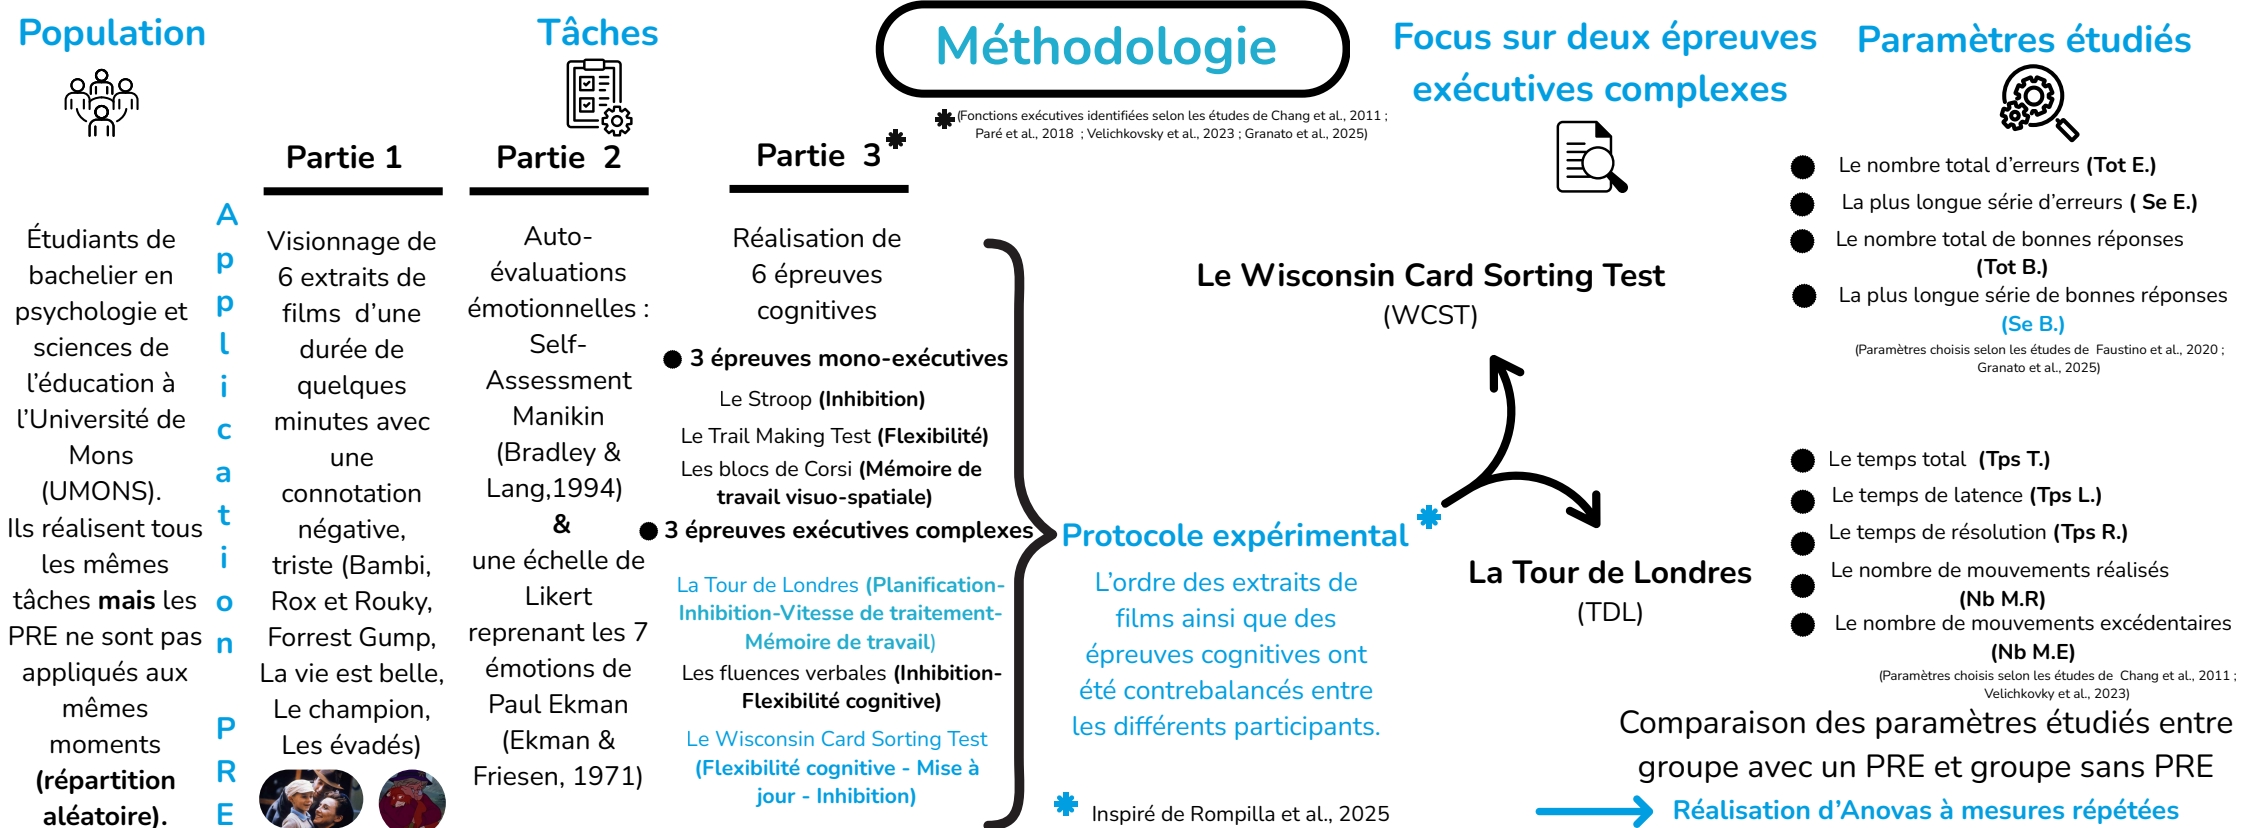 Méthodologie
(Fonctions exécutives identifiées selon les études de Chang et al., 2011 ;
Paré et al., 2018 ; Velichkovsky et al., 2023 ; Granato et al., 2025)
Population
Étudiants de
bachelier en
psychologie et
sciences de
l'éducation à
l'Université de
Mons
(UMONS).
Ils réalisent tous
les mêmes
tâches mais les
PRE ne sont pas
appliqués aux
mêmes
moments
(répartition
aléatoire).
A
p
p
l
i
c
a
t
i
o
n
P
R
E
Tâches
Partie 1
Visionnage de
6 extraits de
films d'une
durée de
quelques
minutes avec
une
connotation
négative,
triste (Bambi,
Rox et Rouky,
Forrest Gump,
La vie est belle,
Le champion,
Les évadés)
Partie 2
Auto-
évaluations
émotionnelles :
Self-
Assessment
Manikin
(Bradley &
Lang,1994)
&
une échelle de
Likert
reprenant les 7
émotions de
Paul Ekman
(Ekman &
Friesen, 1971)
Partie 3
Réalisation de
6 épreuves
cognitives
3 épreuves mono-exécutives
Le Stroop (Inhibition)
Le Trail Making Test (Flexibilité)
Les blocs de Corsi (Mémoire de
travail visuo-spatiale)
3 épreuves exécutives complexes
La Tour de Londres (Planification-
Inhibition-Vitesse de traitement-
Mémoire de travail)
Les fluences verbales (Inhibition-
Flexibilité cognitive)
Le Wisconsin Card Sorting Test
(Flexibilité cognitive - Mise à
jour - Inhibition)
Protocole expérimental
L'ordre des extraits de
films ainsi que des
épreuves cognitives ont
été contrebalancés entre
les différents participants.
Inspiré de Rompilla et al., 2025
Focus sur deux épreuves
exécutives complexes
Le Wisconsin Card Sorting Test
(WCST)
La Tour de Londres
(TDL)
Paramètres étudiés
Le nombre total d'erreurs (Tot E.)
La plus longue série d'erreurs ( Se E.)
Le nombre total de bonnes réponses
(Tot B.)
La plus longue série de bonnes réponses
(Se B.)
(Paramètres choisis selon les études de Faustino et al., 2020 ;
Granato et al., 2025)
Le temps total (Tps T.)
Le temps de latence (Tps L.)
Le temps de résolution (Tps R.)
Le nombre de mouvements réalisés
(Nb M.R)
Le nombre de mouvements excédentaires
(Nb M.E)
(Paramètres choisis selon les études de Chang et al., 2011 ;
Velichkovky et al., 2023)
Comparaison des paramètres étudiés entre
groupe avec un PRE et groupe sans PRE
Réalisation d'Anovas à mesures répétées